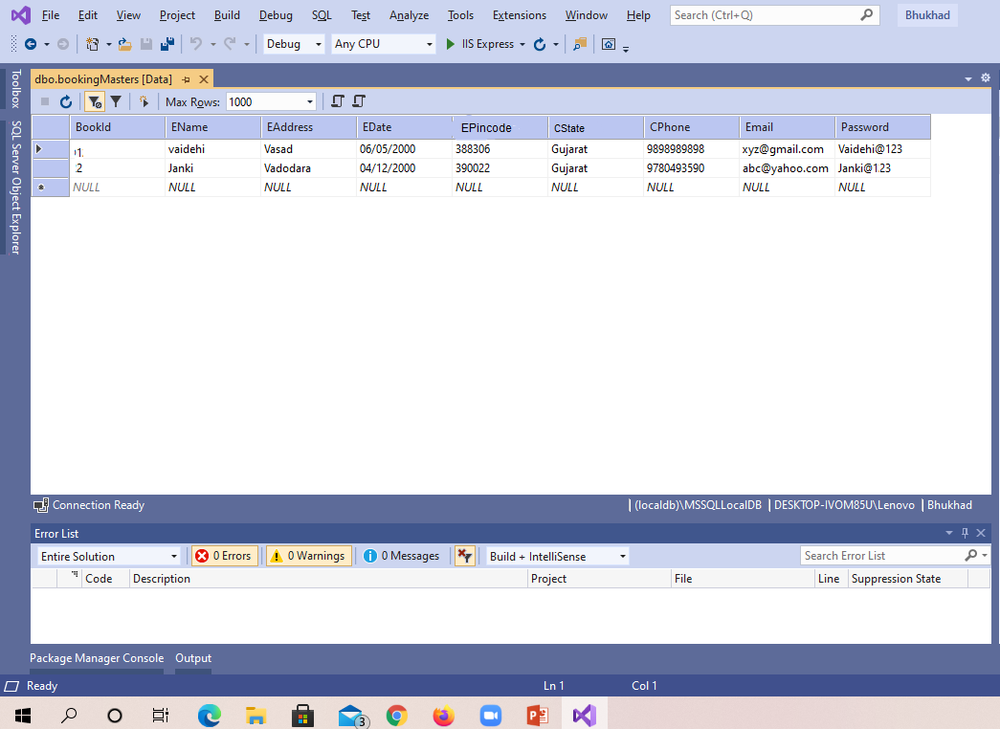 File Edit View Project Build Debug SQL Test Analyze Tools Extensions Window Help Search (Ctrl+Q) Bhukhad
Debug Any CPU IIS Express
dbo.bookingMasters [Data]
Max Rows: 1000
BookId EName EAddress EDate EPincode CState CPhone Email Password
1. vaidehi Vasad 06/05/2000 388306 Gujarat 9898989898 xyz@gmail.com Vaidehi@123
2 Janki Vadodara 04/12/2000 390022 Gujarat 9780493590 abc@yahoo.com Janki@123
NULL NULL NULL NULL NULL NULL NULL NULL NULL
Toolbox
SQL Server Object Explorer
Connection Ready (localdb)\MSSQLLocalDB DESKTOP-IVOM85U\Lenovo Bhukhad
Error List
Entire Solution 0 Errors 0 Warnings 0 Messages Build + IntelliSense Search Error List
Code Description Project File Line Suppression State
Package Manager Console Output
Ready Ln 1 Col 1
3